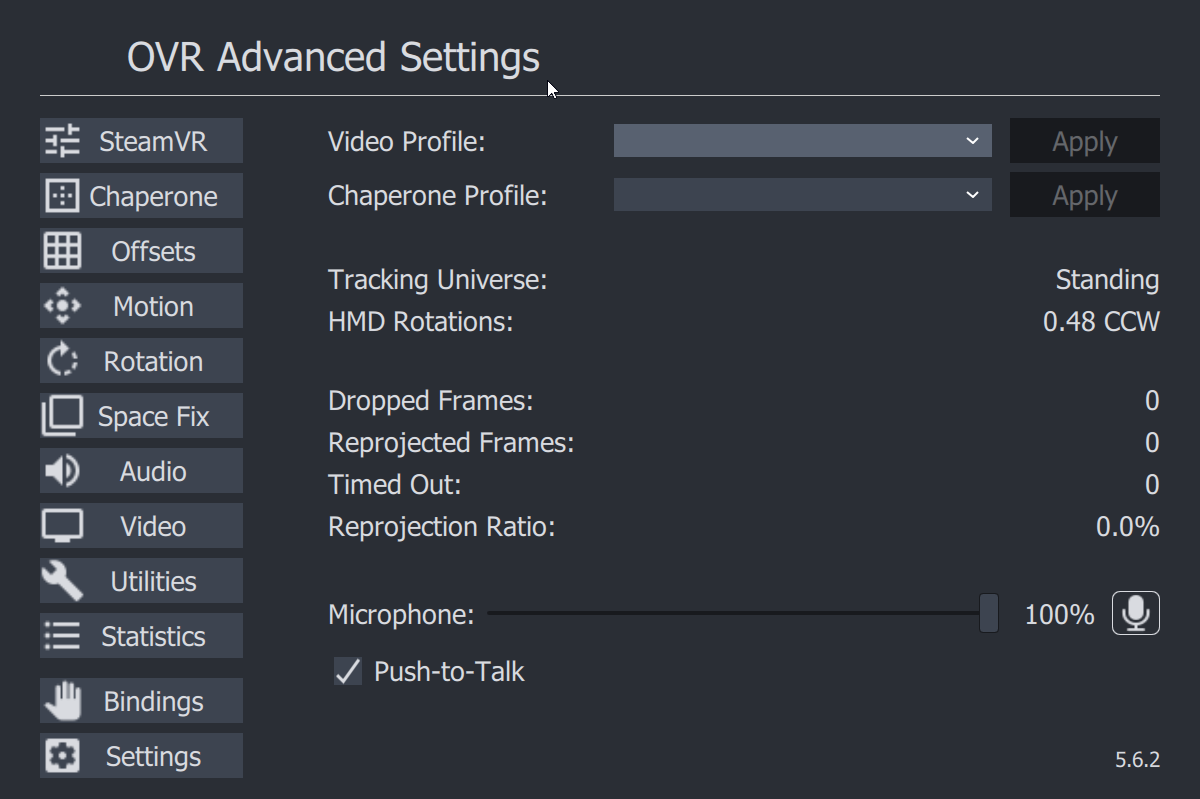 OVR Advanced Settings
SteamVR
Chaperone
Offsets
Motion
Rotation
Space Fix
Audio
Video
Utilities
Statistics
Bindings
Settings
Video Profile: Apply
Chaperone Profile: Apply
Tracking Universe: Standing
HMD Rotations: 0.48 CCW
Dropped Frames: 0
Reprojected Frames: 0
Timed Out: 0
Reprojection Ratio: 0.0%
Microphone: 100%
Push-to-Talk
5.6.2